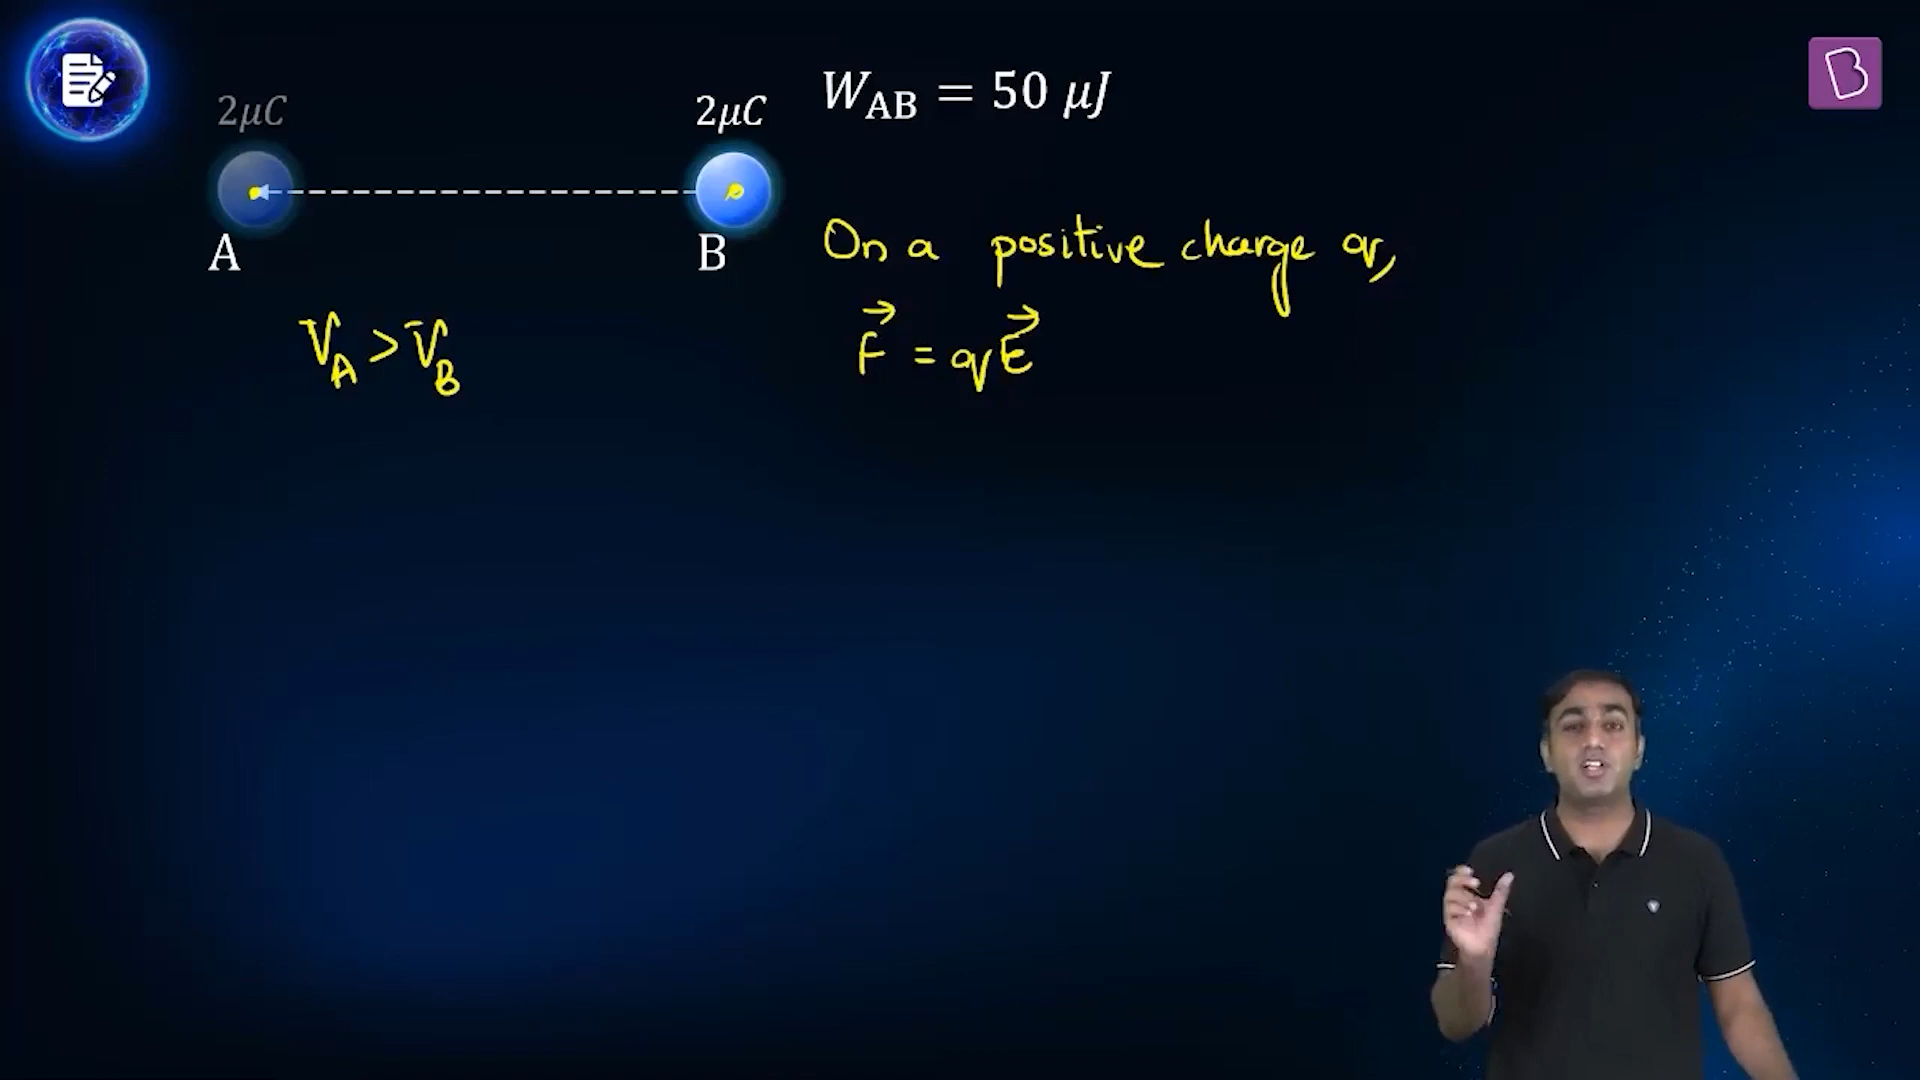 2μC
2μC
W_AB = 50 μJ
A
B
On a positive charge q,
V_A > V_B
F⃗ = qE⃗
B